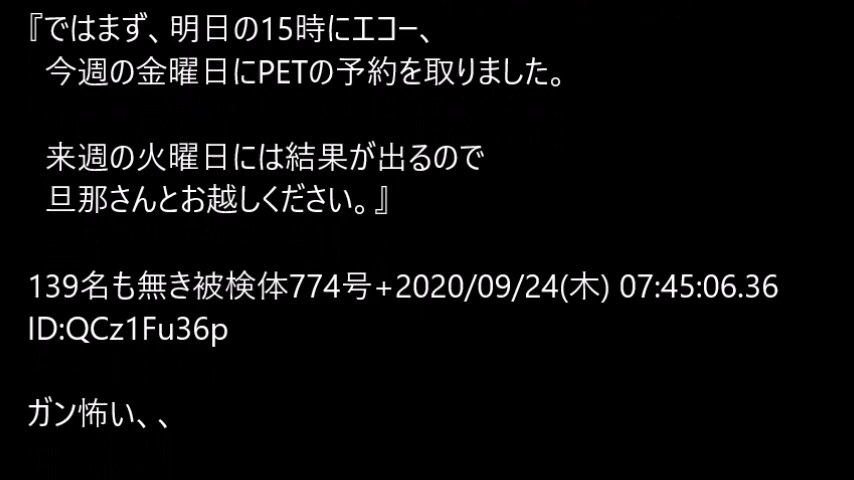 『ではまず、明日の15時にエコー、
今週の金曜日にPETの予約を取りました。
来週の火曜日には結果が出るので
旦那さんとお越しください。』
139名も無き被検体774号+2020/09/24(木) 07:45:06.36
ID:QCz1Fu36p
ガン怖い、、